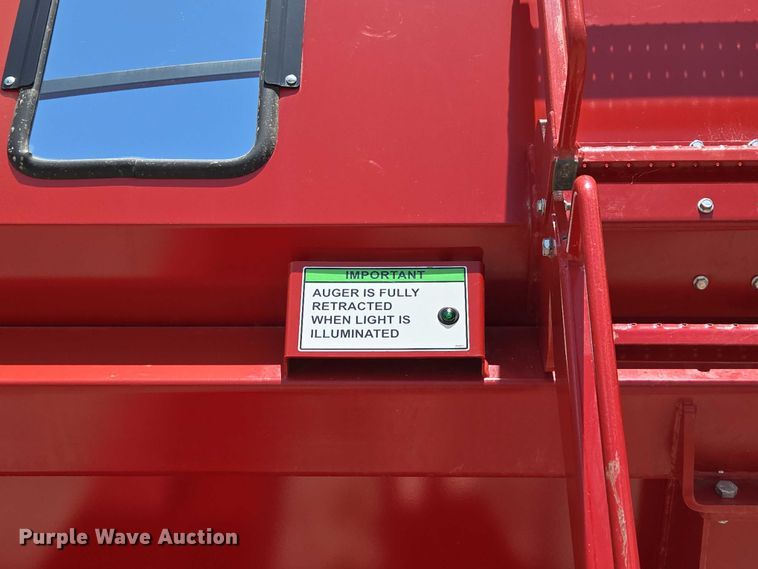 IMPORTANT
AUGER IS FULLY
RETRACTED
WHEN LIGHT IS
ILLUMINATED
Purple Wave Auction